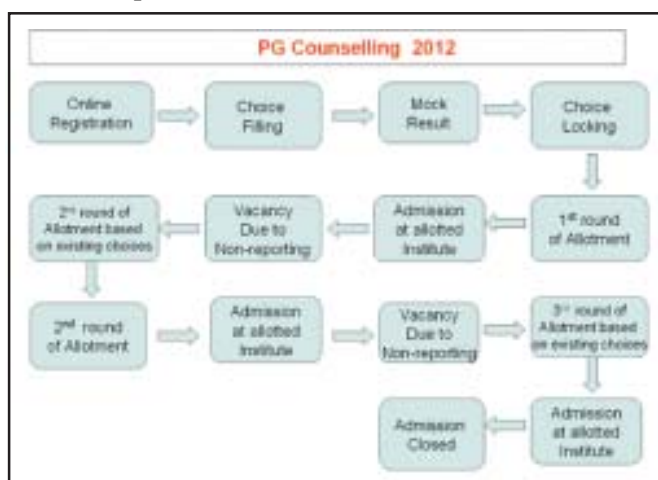 PG Counselling 2012
Online
Registration
Choice
Filling
Mock
Result
Choice
Locking
1st round
of Allotment
Admission
at allotted
Institute
Vacancy
Due to
Non-reporting
2nd round of
Allotment based
on existing choices
2nd round
of Allotment
Admission
at allotted
Institute
Vacancy
Due to
Non-reporting
3rd round of
Allotment based
on existing choices
Admission
at allotted
Institute
Admission
Closed